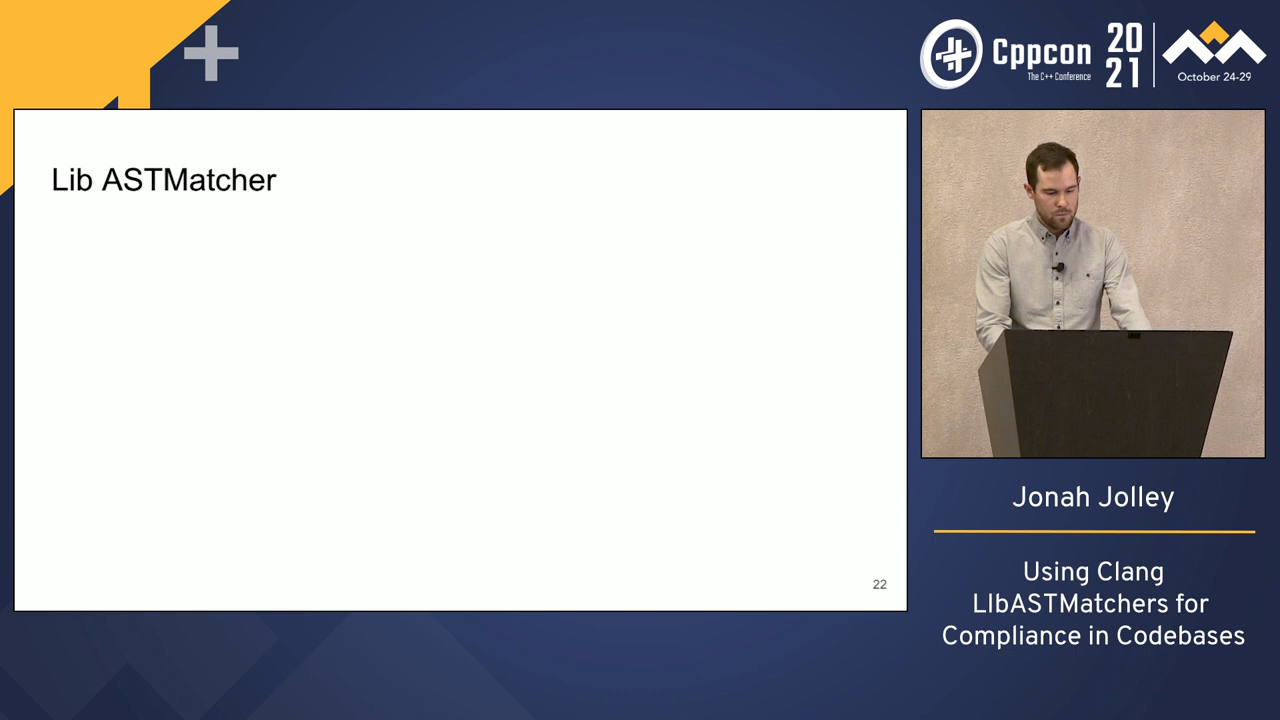 Cppcon
The C++ Conference
20
21
October 24-29
Lib ASTMatcher
22
Jonah Jolley
Using Clang
LIbASTMatchers for
Compliance in Codebases